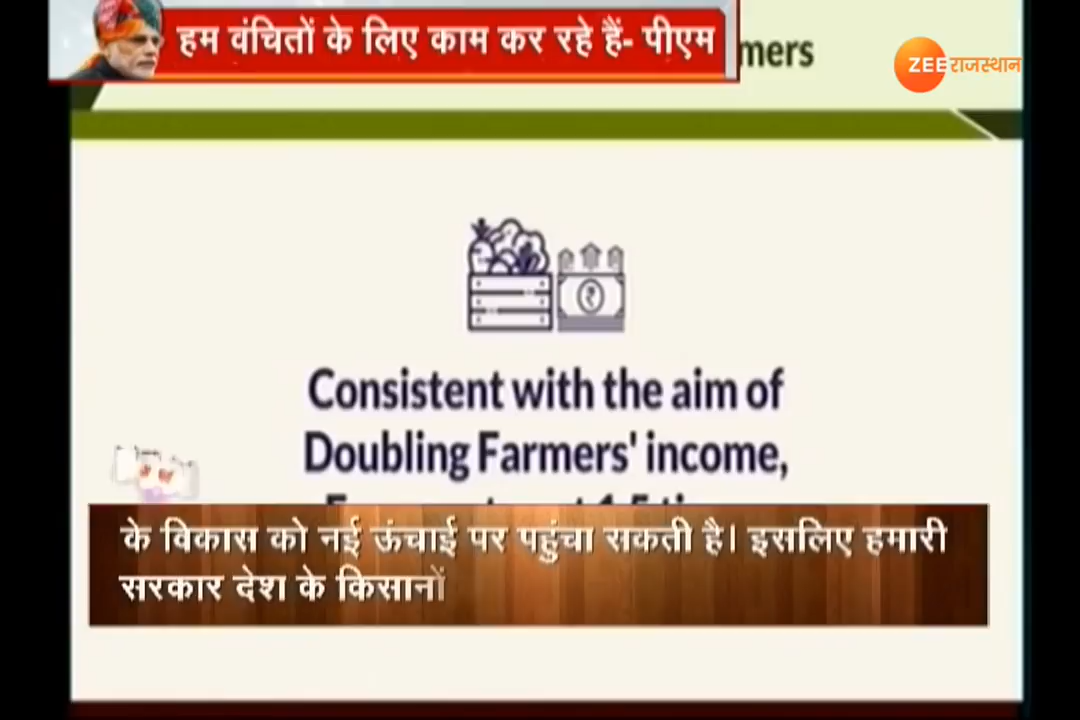 हम वंचितों के लिए काम कर रहे हैं- पीएम
mers
ZEE राजस्थान
Consistent with the aim of
Doubling Farmers' income,
के विकास को नई ऊंचाई पर पहुंचा सकती है। इसलिए हमारी
सरकार देश के किसानों